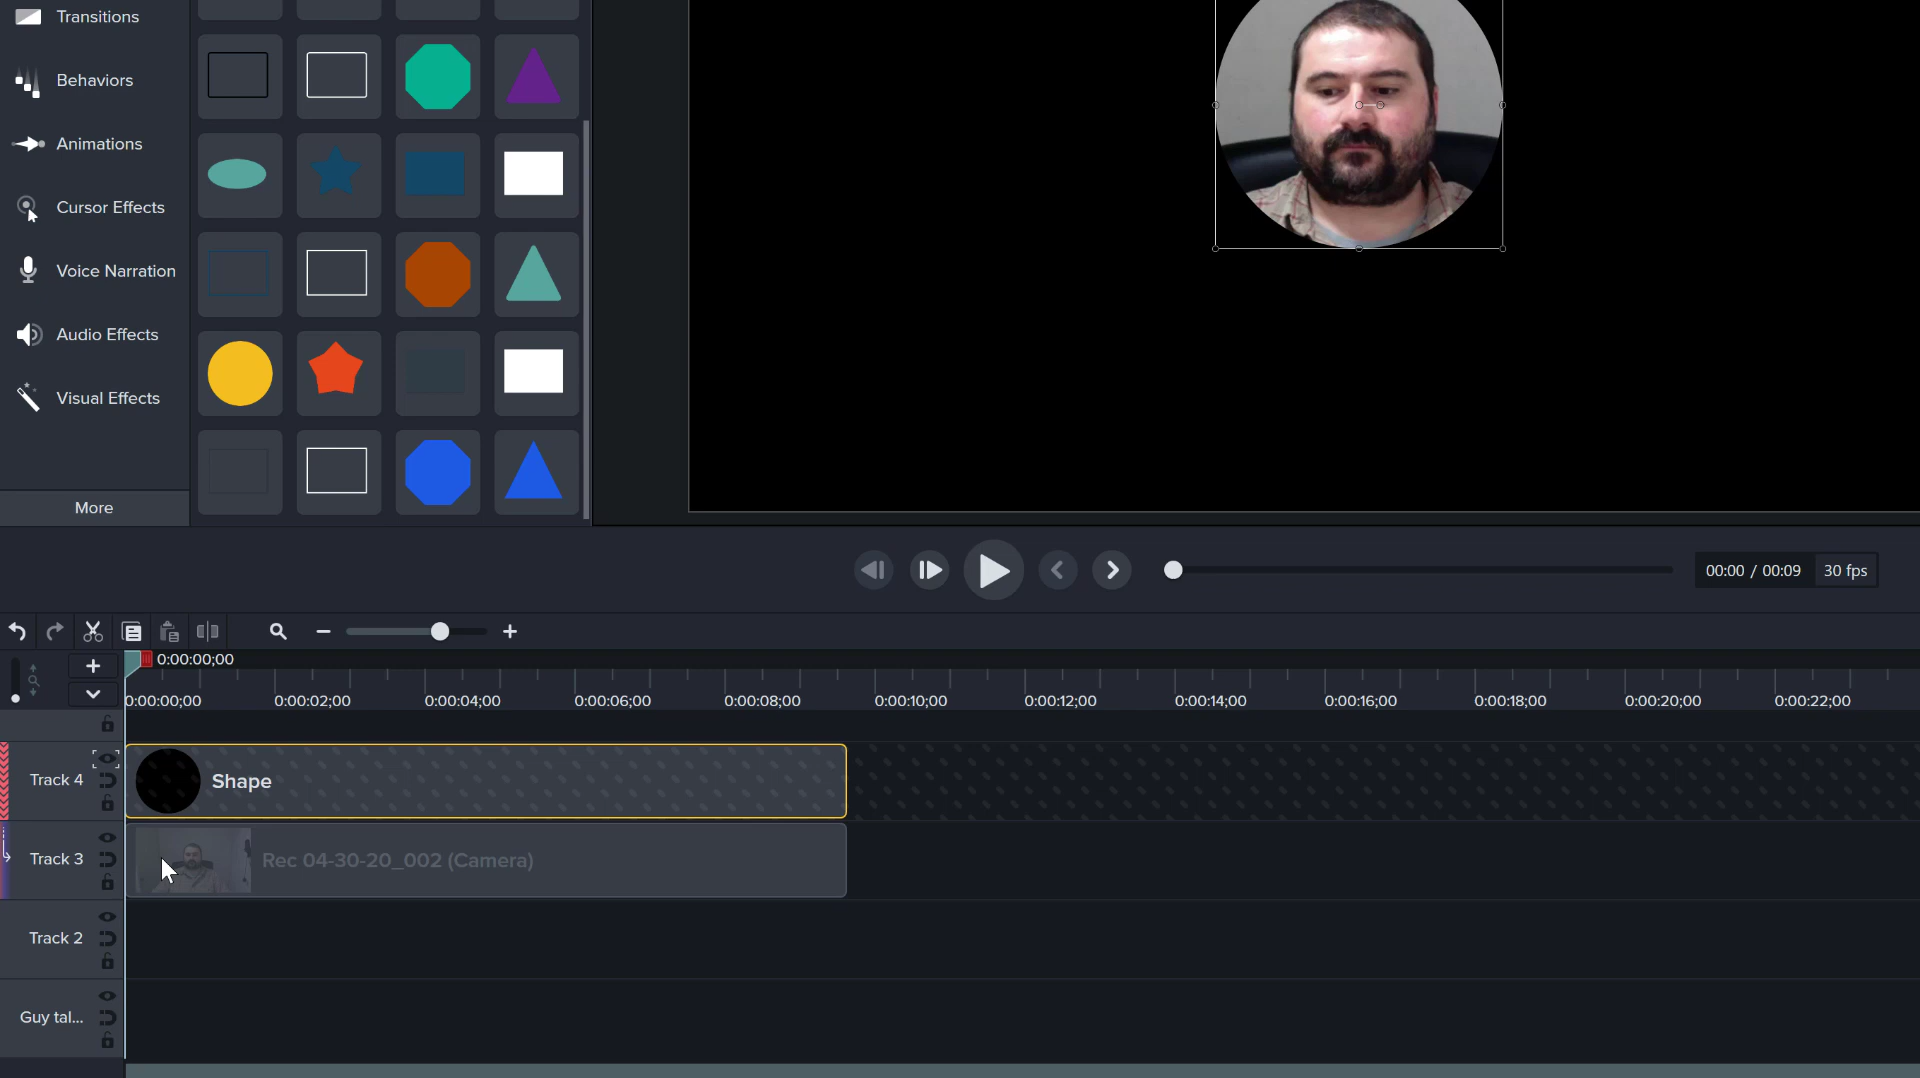 Transitions
Behaviors
Animations
Cursor Effects
Voice Narration
Audio Effects
Visual Effects
More
00:00 / 00:09
30 fps
0:00:00;00
0:00:00;00
0:00:02;00
0:00:04;00
0:00:06;00
0:00:08;00
0:00:10;00
0:00:12;00
0:00:14;00
0:00:16;00
0:00:18;00
0:00:20;00
0:00:22;00
Track 4
Shape
Track 3
Rec 04-30-20_002 (Camera)
Track 2
Guy tal...